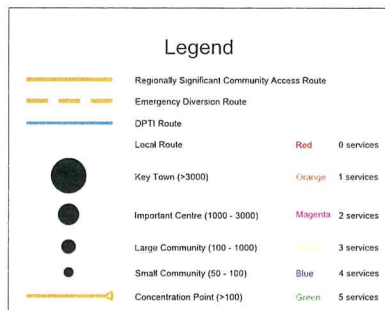 Legend
Regionally Significant Community Access Route
Emergency Diversion Route
DPTI Route
Local Route Red 0 services
Key Town (>3000) Orange 1 services
Important Centre (1000 - 3000) Magenta 2 services
Large Community (100 - 1000) 3 services
Small Community (50 - 100) Blue 4 services
Concentration Point (>100) Green 5 services